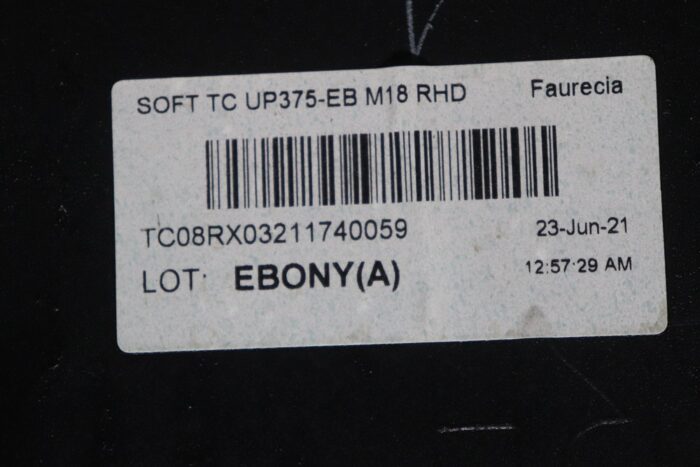 SOFT TC UP375-EB M18 RHD Faurecia
TC08RX03211740059 23-Jun-21
LOT: EBONY(A) 12:57:29 AM